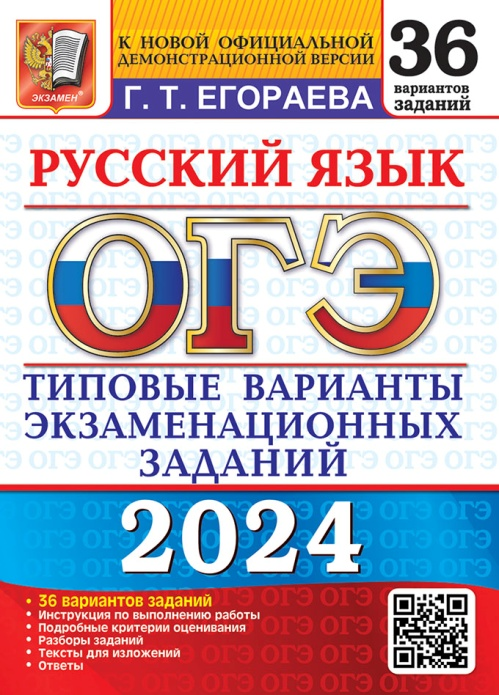 К НОВОЙ ОФИЦИАЛЬНОЙ
ДЕМОНСТРАЦИОННОЙ ВЕРСИИ
36
вариантов
заданий
ЭКЗАМЕН®
Г. Т. ЕГОРАЕВА
РУССКИЙ ЯЗЫК
ОГЭ
ТИПОВЫЕ ВАРИАНТЫ
ЭКЗАМЕНАЦИОННЫХ
ЗАДАНИЙ
2024
• 36 вариантов заданий
• Инструкция по выполнению работы
• Подробные критерии оценивания
• Разборы заданий
• Тексты для изложений
• Ответы